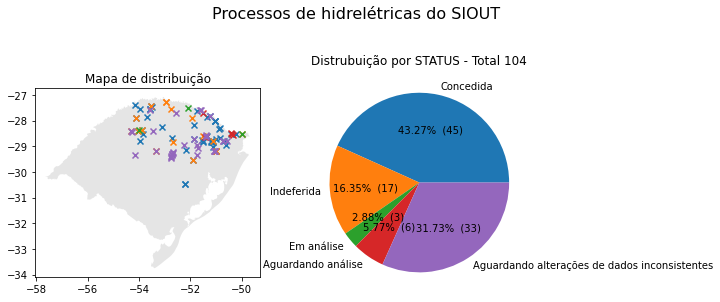 Processos de hidrelétricas do SIOUT
Mapa de distribuição
−27
−28
−29
−30
−31
−32
−33
−34
−58
−56
−54
−52
−50
Distrubuição por STATUS - Total 104
Concedida
43.27% (45)
Indeferida
16.35% (17)
Em análise
2.88% (3)
Aguardando análise
5.77% (6)
31.73% (33)
Aguardando alterações de dados inconsistentes